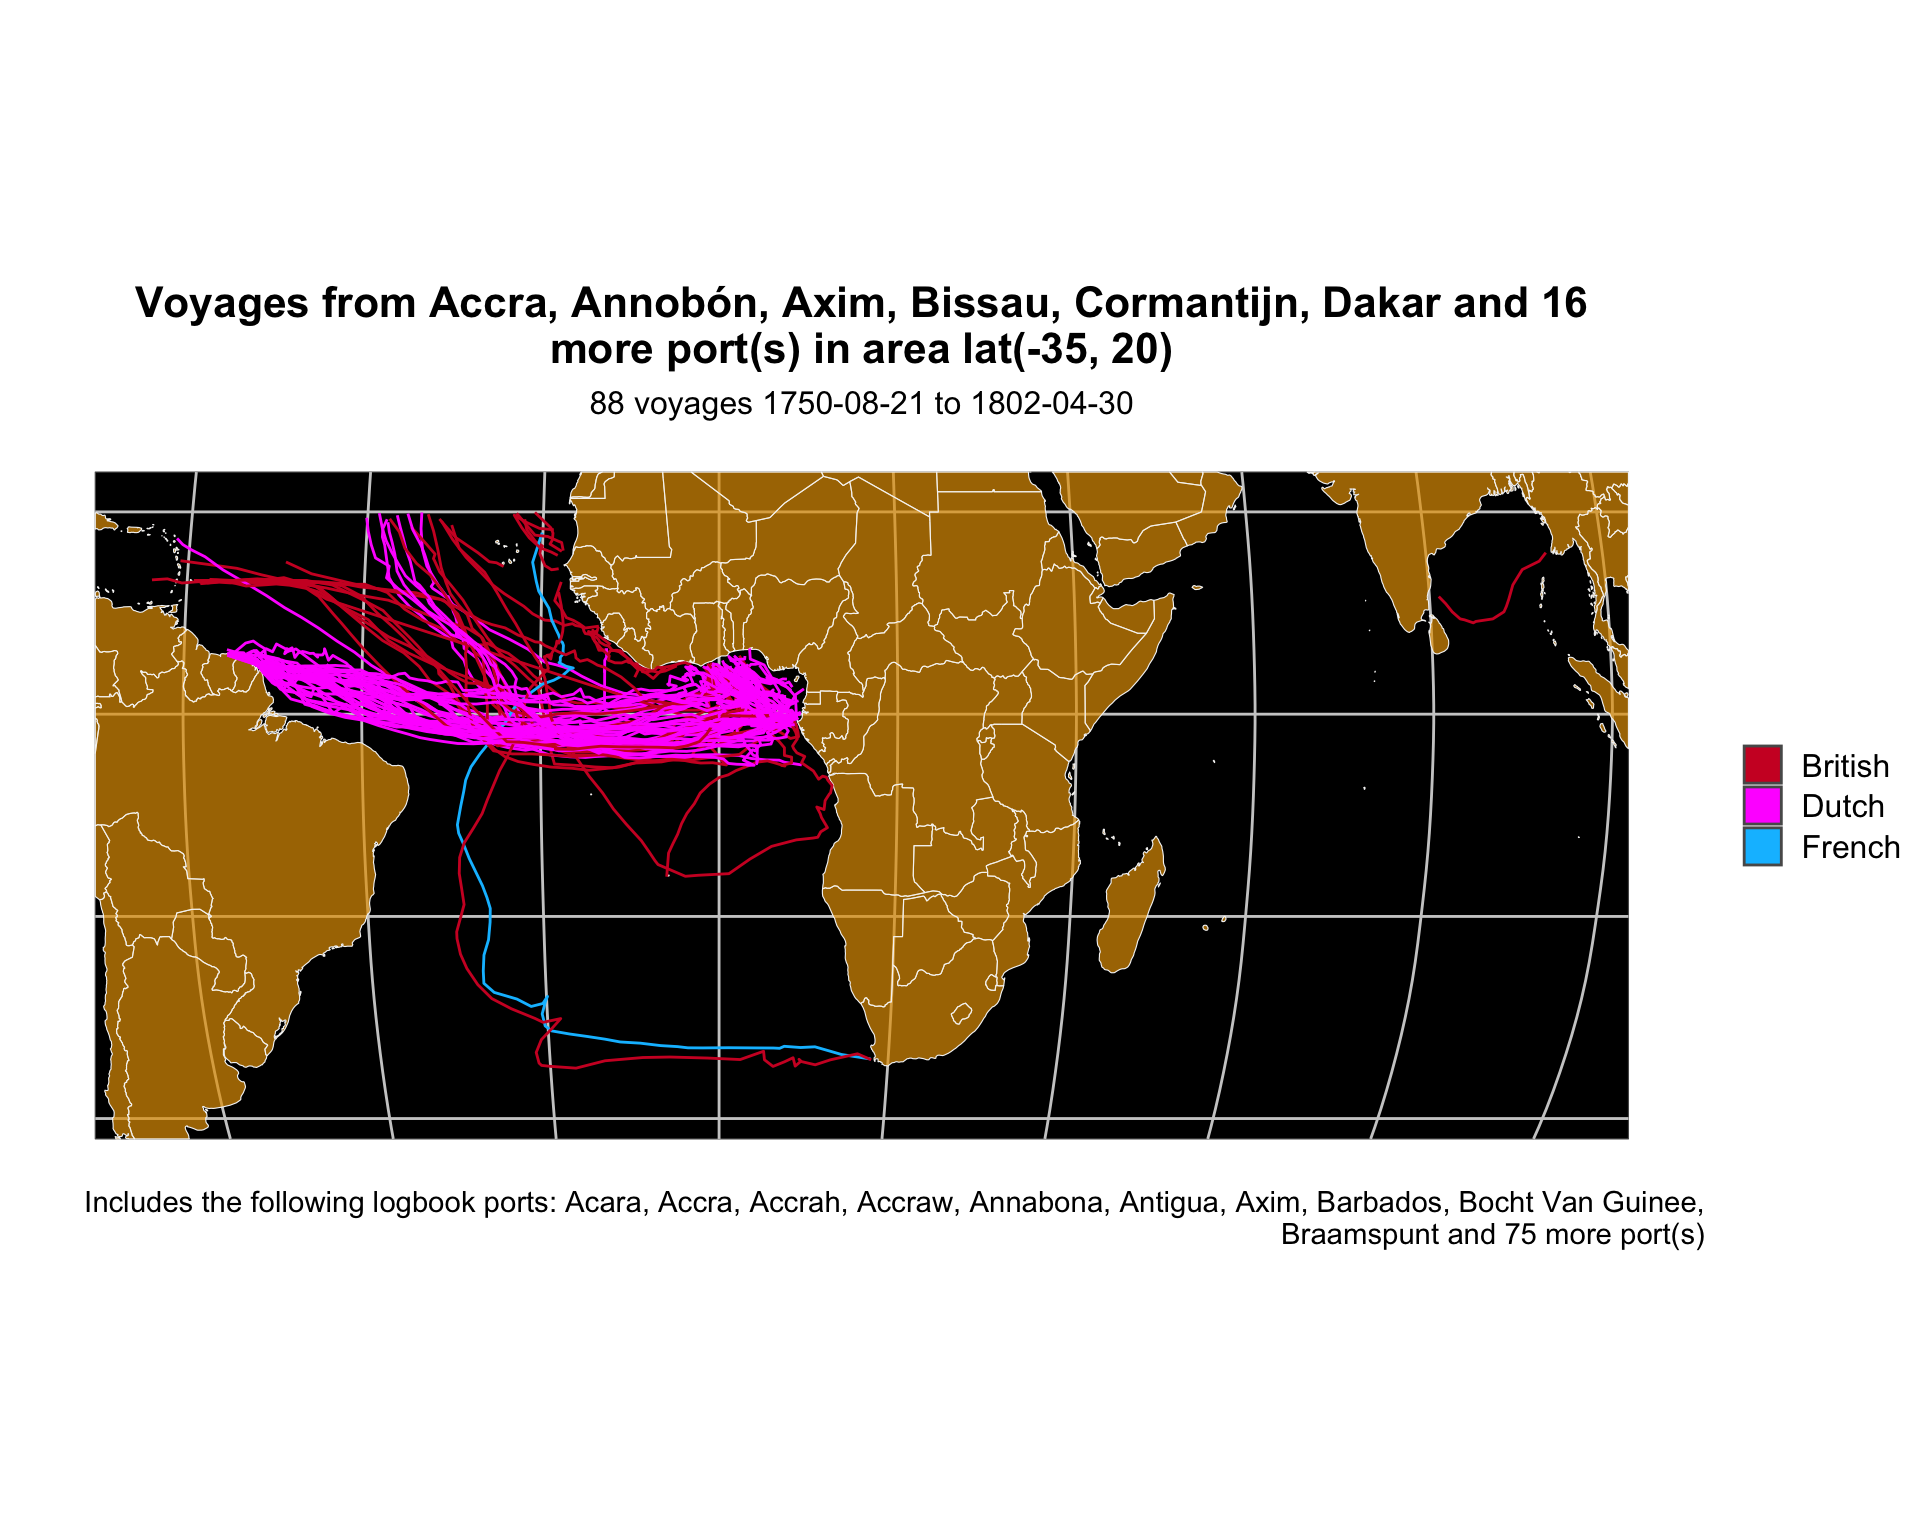 Voyages from Accra, Annobón, Axim, Bissau, Cormantijn, Dakar and 16
more port(s) in area lat(-35, 20)
88 voyages 1750-08-21 to 1802-04-30
British
Dutch
French
Includes the following logbook ports: Acara, Accra, Accrah, Accraw, Annabona, Antigua, Axim, Barbados, Bocht Van Guinee,
Braamspunt and 75 more port(s)